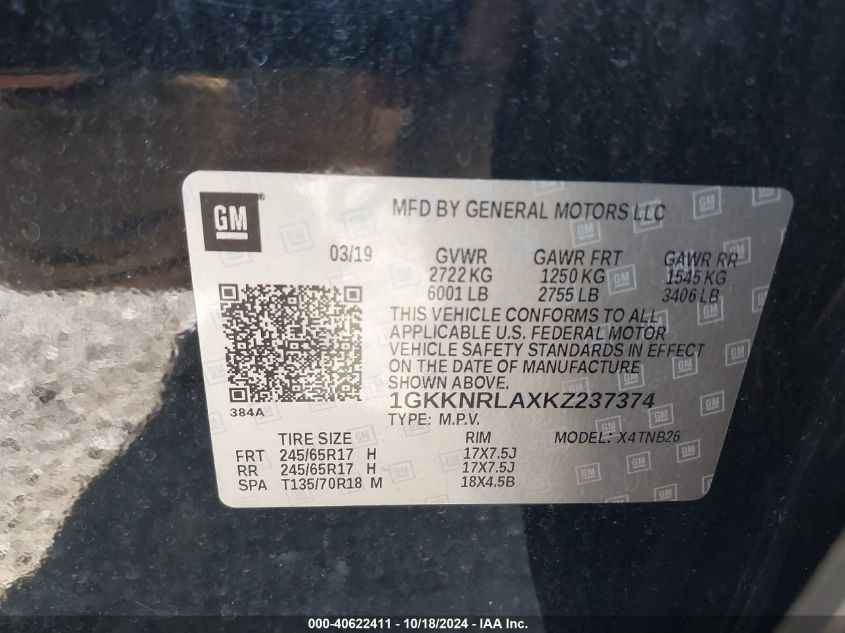 GM ®
MFD BY GENERAL MOTORS LLC
03/19 GVWR GAWR FRT GAWR RR
2722 KG 1250 KG 1545 KG
6001 LB 2755 LB 3406 LB
THIS VEHICLE CONFORMS TO ALL
APPLICABLE U.S. FEDERAL MOTOR
VEHICLE SAFETY STANDARDS IN EFFECT
ON THE DATE OF MANUFACTURE
SHOWN ABOVE.
384A
1GKKNRLAXKZ237374
TYPE: M.P.V.
TIRE SIZE RIM MODEL: X4TNB26
FRT 245/65R17 H 17X7.5J
RR 245/65R17 H 17X7.5J
SPA T135/70R18 M 18X4.5B
000-40622411 - 10/18/2024 - IAA Inc.